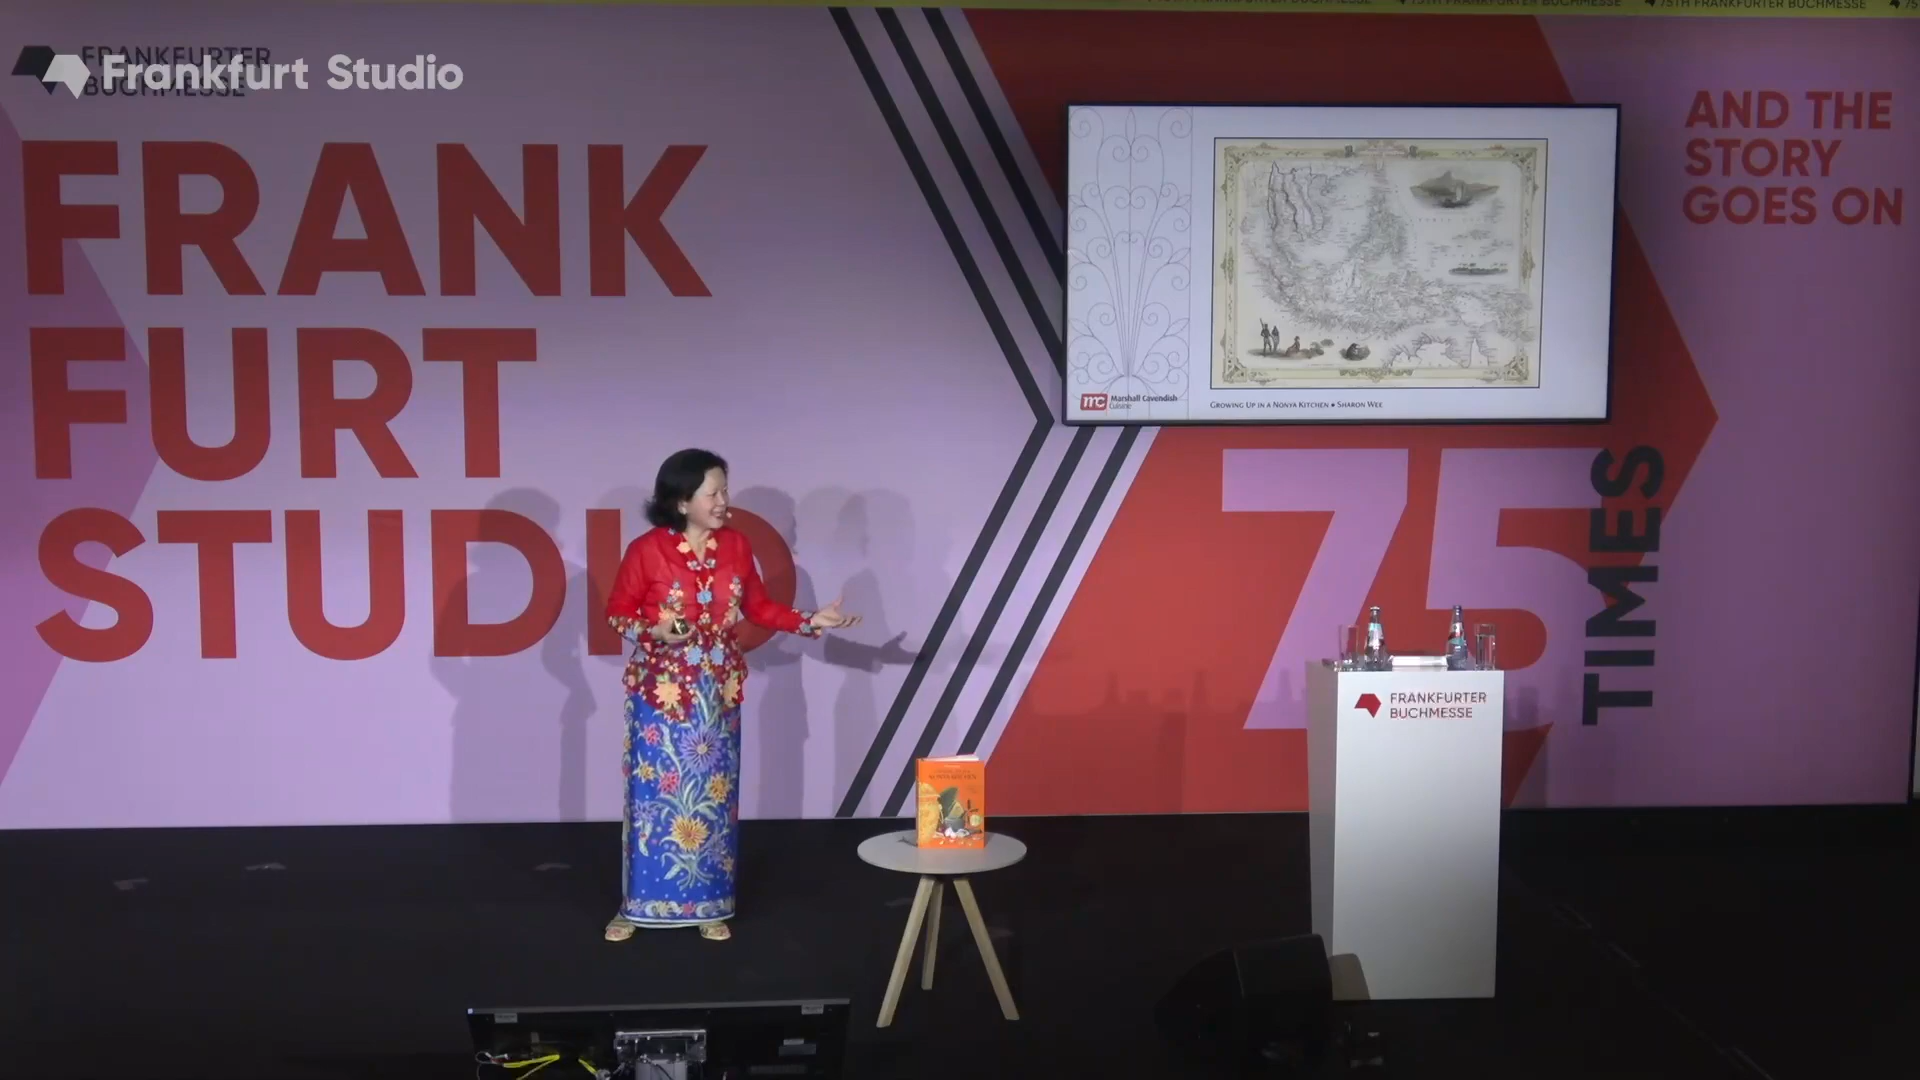 75TH FRANKFURTER BUCHMESSE
FRANKFURTER
BUCHMESSE
Frankfurt Studio
FRANK
FURT
STUDIO
AND THE
STORY
GOES ON
Marshall Cavendish
Cuisine
GROWING UP IN A NONYA KITCHEN • SHARON WEE
75
TIMES
FRANKFURTER
BUCHMESSE